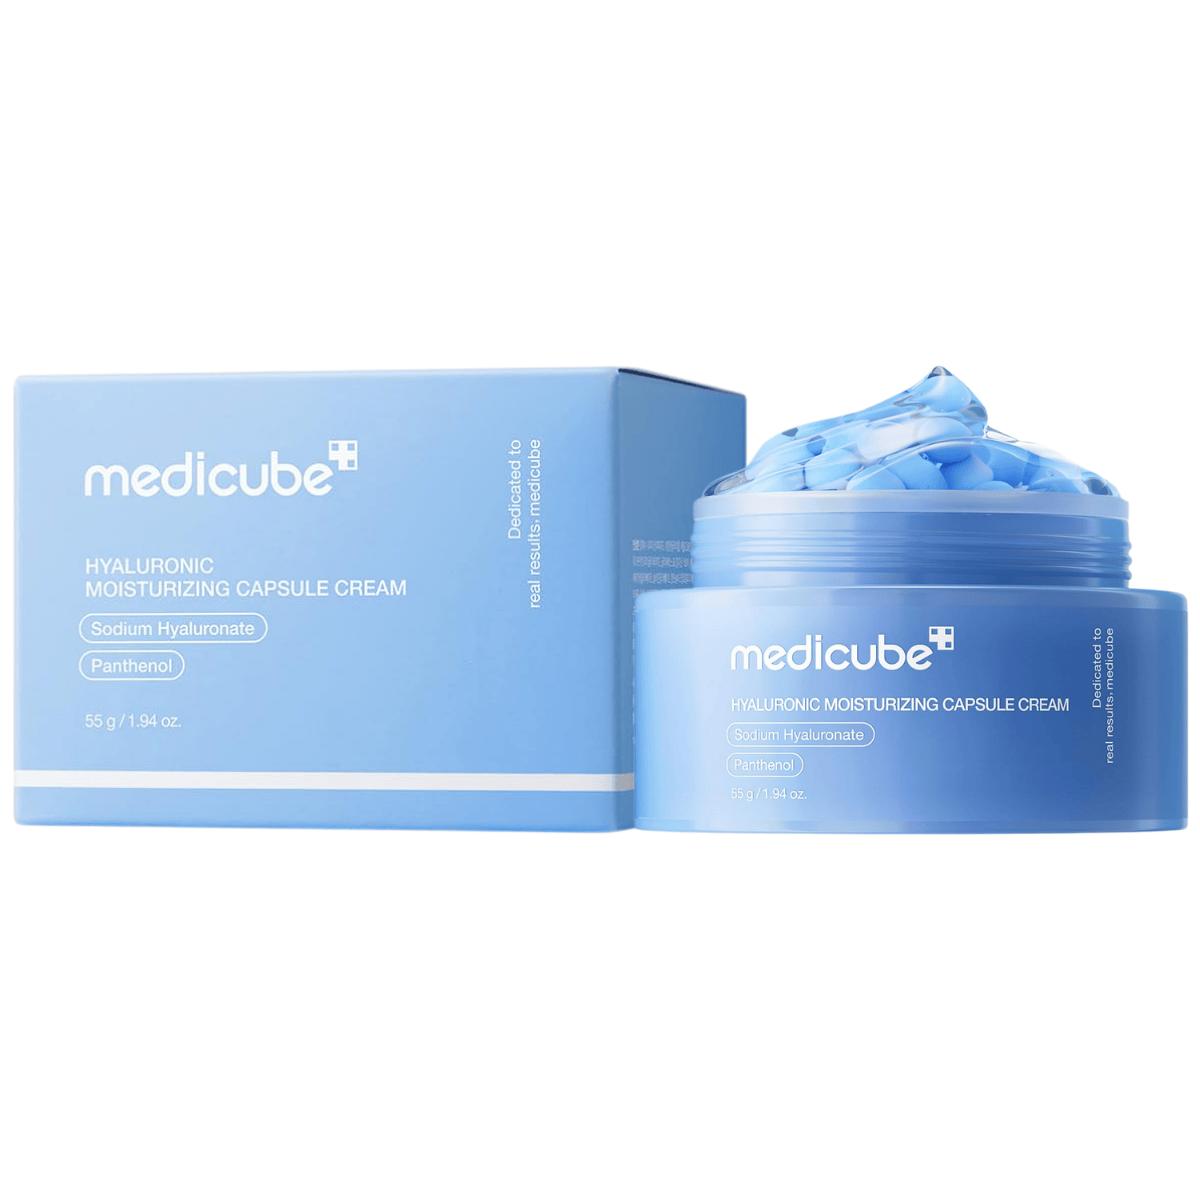 medicube
HYALURONIC
MOISTURIZING CAPSULE CREAM
Sodium Hyaluronate
Panthenol
55 g / 1.94 oz.
Dedicated to
real results, medicube
medicube
HYALURONIC MOISTURIZING CAPSULE CREAM
Sodium Hyaluronate
Panthenol
55 g / 1.94 oz.
Dedicated to
real results, medicube